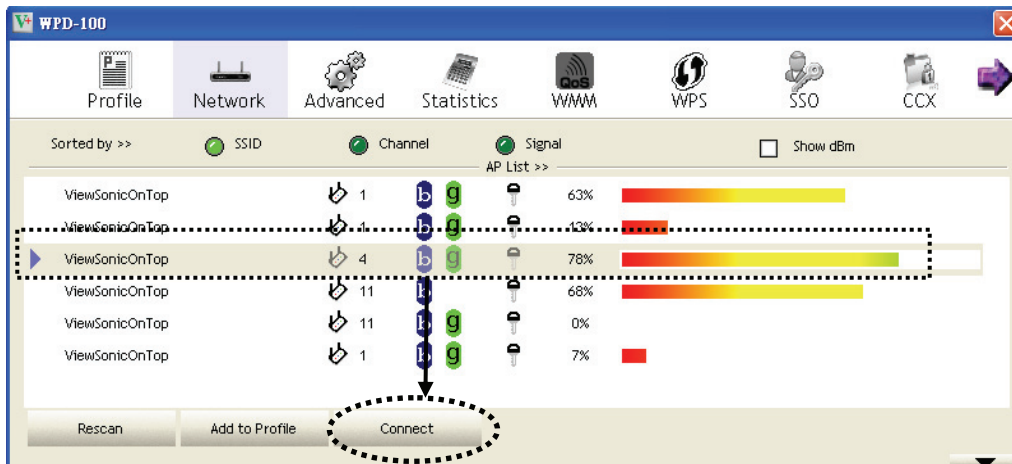 V+ WPD-100
Profile Network Advanced Statistics QoS WMM WPS SSO CCX
Sorted by >> SSID Channel Signal Show dBm
AP List >>
ViewSonicOnTop 1 b g 63%
ViewSonicOnTop 1 b g 13%
ViewSonicOnTop 4 b g 78%
ViewSonicOnTop 11 b 68%
ViewSonicOnTop 11 b g 0%
ViewSonicOnTop 1 b g 7%
Rescan Add to Profile Connect